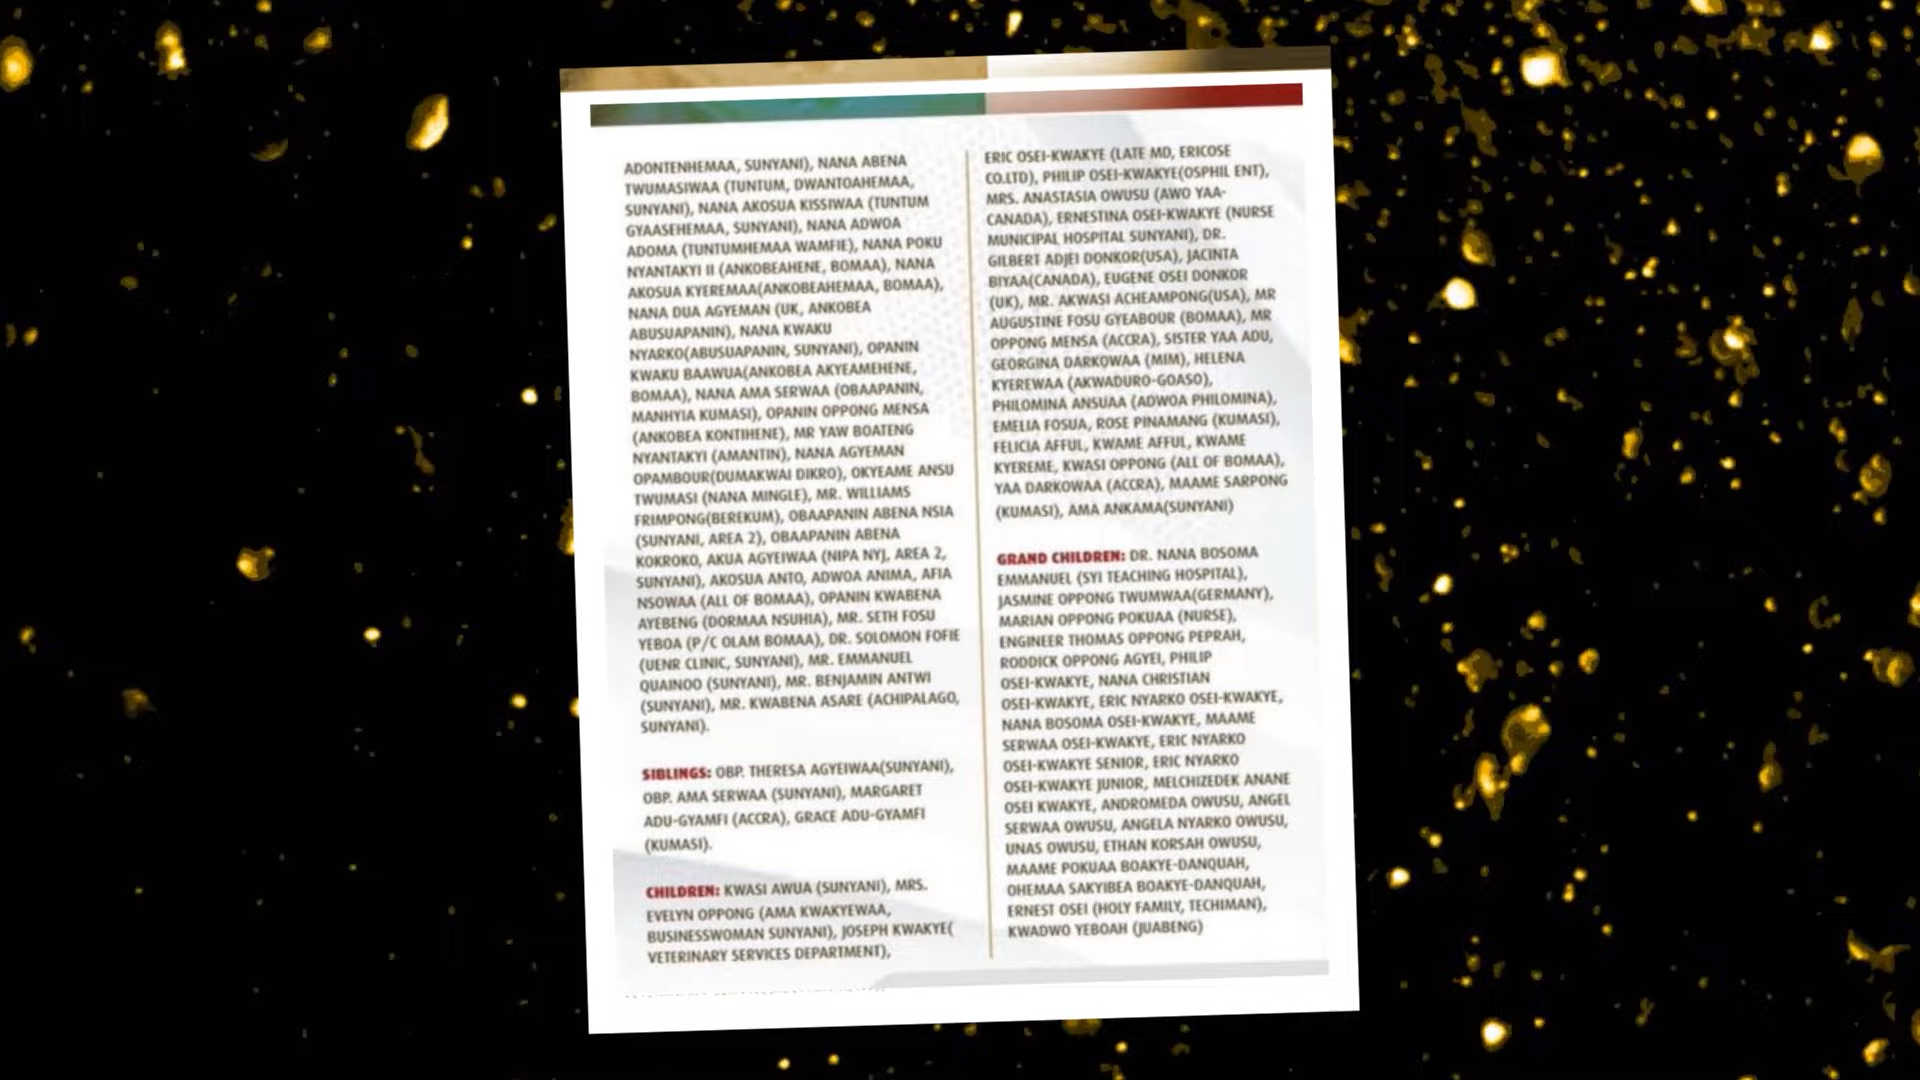 ADONTENHEMAA, SUNYANI), NANA ABENA
TWUMASIWAA (TUNTUM, DWANTOAHEMAA,
SUNYANI), NANA AKOSUA KISSIWAA (TUNTUM
GYAASEHEMAA, SUNYANI), NANA ADWOA
ADOMA (TUNTUMHEMAA WAMFIE), NANA POKU
NYANTAKYI II (ANKOBEAHENE, BOMAA), NANA
AKOSUA KYEREMAA(ANKOBEAHEMAA, BOMAA),
NANA DUA AGYEMAN (UK, ANKOBEA
ABUSUAPANIN), NANA KWAKU
NYARKO(ABUSUAPANIN, SUNYANI), OPANIN
KWAKU BAAWUA(ANKOBEA AKYEAMEHENE,
BOMAA), NANA AMA SERWAA (OBAAPANIN,
MANHYIA KUMASI), OPANIN OPPONG MENSA
(ANKOBEA KONTIHENE), MR YAW BOATENG
NYANTAKYI (AMANTIN), NANA AGYEMAN
OPAMBOUR(DUMAKWAI DIKRO), OKYEAME ANSU
TWUMASI (NANA MINGLE), MR. WILLIAMS
FRIMPONG(BEREKUM), OBAAPANIN ABENA NSIA
(SUNYANI, AREA 2), OBAAPANIN ABENA
KOKROKO, AKUA AGYEIWAA (NIPA NYJ, AREA 2,
SUNYANI), AKOSUA ANTO, ADWOA ANIMA, AFIA
NSOWAA (ALL OF BOMAA), OPANIN KWABENA
AYEBENG (DORMAA NSUHIA), MR. SETH FOSU
YEBOA (P/C OLAM BOMAA), DR. SOLOMON FOFIE
(UENR CLINIC, SUNYANI), MR. EMMANUEL
QUAINOO (SUNYANI), MR. BENJAMIN ANTWI
(SUNYANI), MR. KWABENA ASARE (ACHIPALAGO,
SUNYANI).
SIBLINGS: OBP. THERESA AGYEIWAA(SUNYANI),
OBP. AMA SERWAA (SUNYANI), MARGARET
ADU-GYAMFI (ACCRA), GRACE ADU-GYAMFI
(KUMASI).
CHILDREN: KWASI AWUA (SUNYANI), MRS.
EVELYN OPPONG (AMA KWAKYEWAA,
BUSINESSWOMAN SUNYANI), JOSEPH KWAKYE(
VETERINARY SERVICES DEPARTMENT),
ERIC OSEI-KWAKYE (LATE MD, ERICOSE
CO.LTD), PHILIP OSEI-KWAKYE(OSPHIL ENT),
MRS. ANASTASIA OWUSU (AWO YAA-
CANADA), ERNESTINA OSEI-KWAKYE (NURSE
MUNICIPAL HOSPITAL SUNYANI), DR.
GILBERT ADJEI DONKOR(USA), JACINTA
BIYAA(CANADA), EUGENE OSEI DONKOR
(UK), MR. AKWASI ACHEAMPONG(USA), MR
AUGUSTINE FOSU GYEABOUR (BOMAA), MR
OPPONG MENSA (ACCRA), SISTER YAA ADU,
GEORGINA DARKOWAA (MIM), HELENA
KYEREWAA (AKWADURO-GOASO),
PHILOMINA ANSUAA (ADWOA PHILOMINA),
EMELIA FOSUA, ROSE PINAMANG (KUMASI),
FELICIA AFFUL, KWAME AFFUL, KWAME
KYEREME, KWASI OPPONG (ALL OF BOMAA),
YAA DARKOWAA (ACCRA), MAAME SARPONG
(KUMASI), AMA ANKAMA(SUNYANI)
GRAND CHILDREN: DR. NANA BOSOMA
EMMANUEL (SYI TEACHING HOSPITAL),
JASMINE OPPONG TWUMWAA(GERMANY),
MARIAN OPPONG POKUAA (NURSE),
ENGINEER THOMAS OPPONG PEPRAH,
RODDICK OPPONG AGYEI, PHILIP
OSEI-KWAKYE, NANA CHRISTIAN
OSEI-KWAKYE, ERIC NYARKO OSEI-KWAKYE,
NANA BOSOMA OSEI-KWAKYE, MAAME
SERWAA OSEI-KWAKYE, ERIC NYARKO
OSEI-KWAKYE SENIOR, ERIC NYARKO
OSEI-KWAKYE JUNIOR, MELCHIZEDEK ANANE
OSEI KWAKYE, ANDROMEDA OWUSU, ANGEL
SERWAA OWUSU, ANGELA NYARKO OWUSU,
UNAS OWUSU, ETHAN KORSAH OWUSU,
MAAME POKUAA BOAKYE-DANQUAH,
OHEMAA SAKYIBEA BOAKYE-DANQUAH,
ERNEST OSEI (HOLY FAMILY, TECHIMAN),
KWADWO YEBOAH (JUABENG)